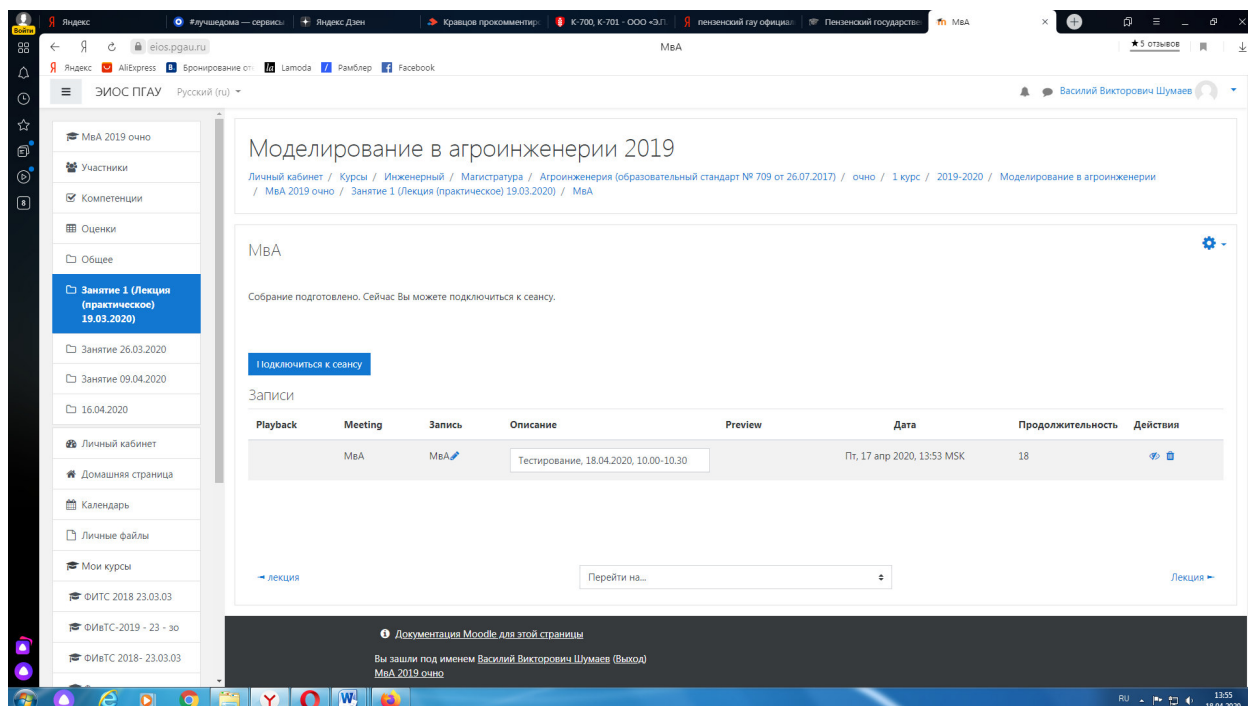 Яндекс
#лучшедома — сервисы
Яндекс.Дзен
Кравцов прокомментиро
К-700, К-701 - ООО «ЭЛ
пензенский гау официал
Пензенский государстве
МвА
Войти
eios.pgau.ru
МвА
★ 5 отзывов
Яндекс AliExpress Бронирование от Lamoda Рамблер Facebook
ЭИОС ПГАУ Русский (ru)
Василий Викторович Шумаев
МвА 2019 очно
Участники
Компетенции
Оценки
Общее
Занятие 1 (Лекция
(практическое)
19.03.2020)
Занятие 26.03.2020
Занятие 09.04.2020
16.04.2020
Личный кабинет
Домашняя страница
Календарь
Личные файлы
Мои курсы
ФИТС 2018 23.03.03
ФИвТС-2019 - 23 - зо
ФИвТС 2018- 23.03.03
Моделирование в агроинженерии 2019
Личный кабинет / Курсы / Инженерный / Магистратура / Агроинженерия (образовательный стандарт № 709 от 26.07.2017) / очно / 1 курс / 2019-2020 / Моделирование в агроинженерии
/ МвА 2019 очно / Занятие 1 (Лекция (практическое) 19.03.2020) / МвА
МвА
Собрание подготовлено. Сейчас Вы можете подключиться к сеансу.
Подключиться к сеансу
Записи
Playback Meeting Запись Описание Preview Дата Продолжительность Действия
МвА МвА Тестирование, 18.04.2020, 10.00-10.30 Пт, 17 апр 2020, 13:53 MSK 18
◄ лекция
Перейти на...
Лекция ►
Документация Moodle для этой страницы
Вы зашли под именем Василий Викторович Шумаев (Выход)
МвА 2019 очно
RU
13:55
18.04.2020